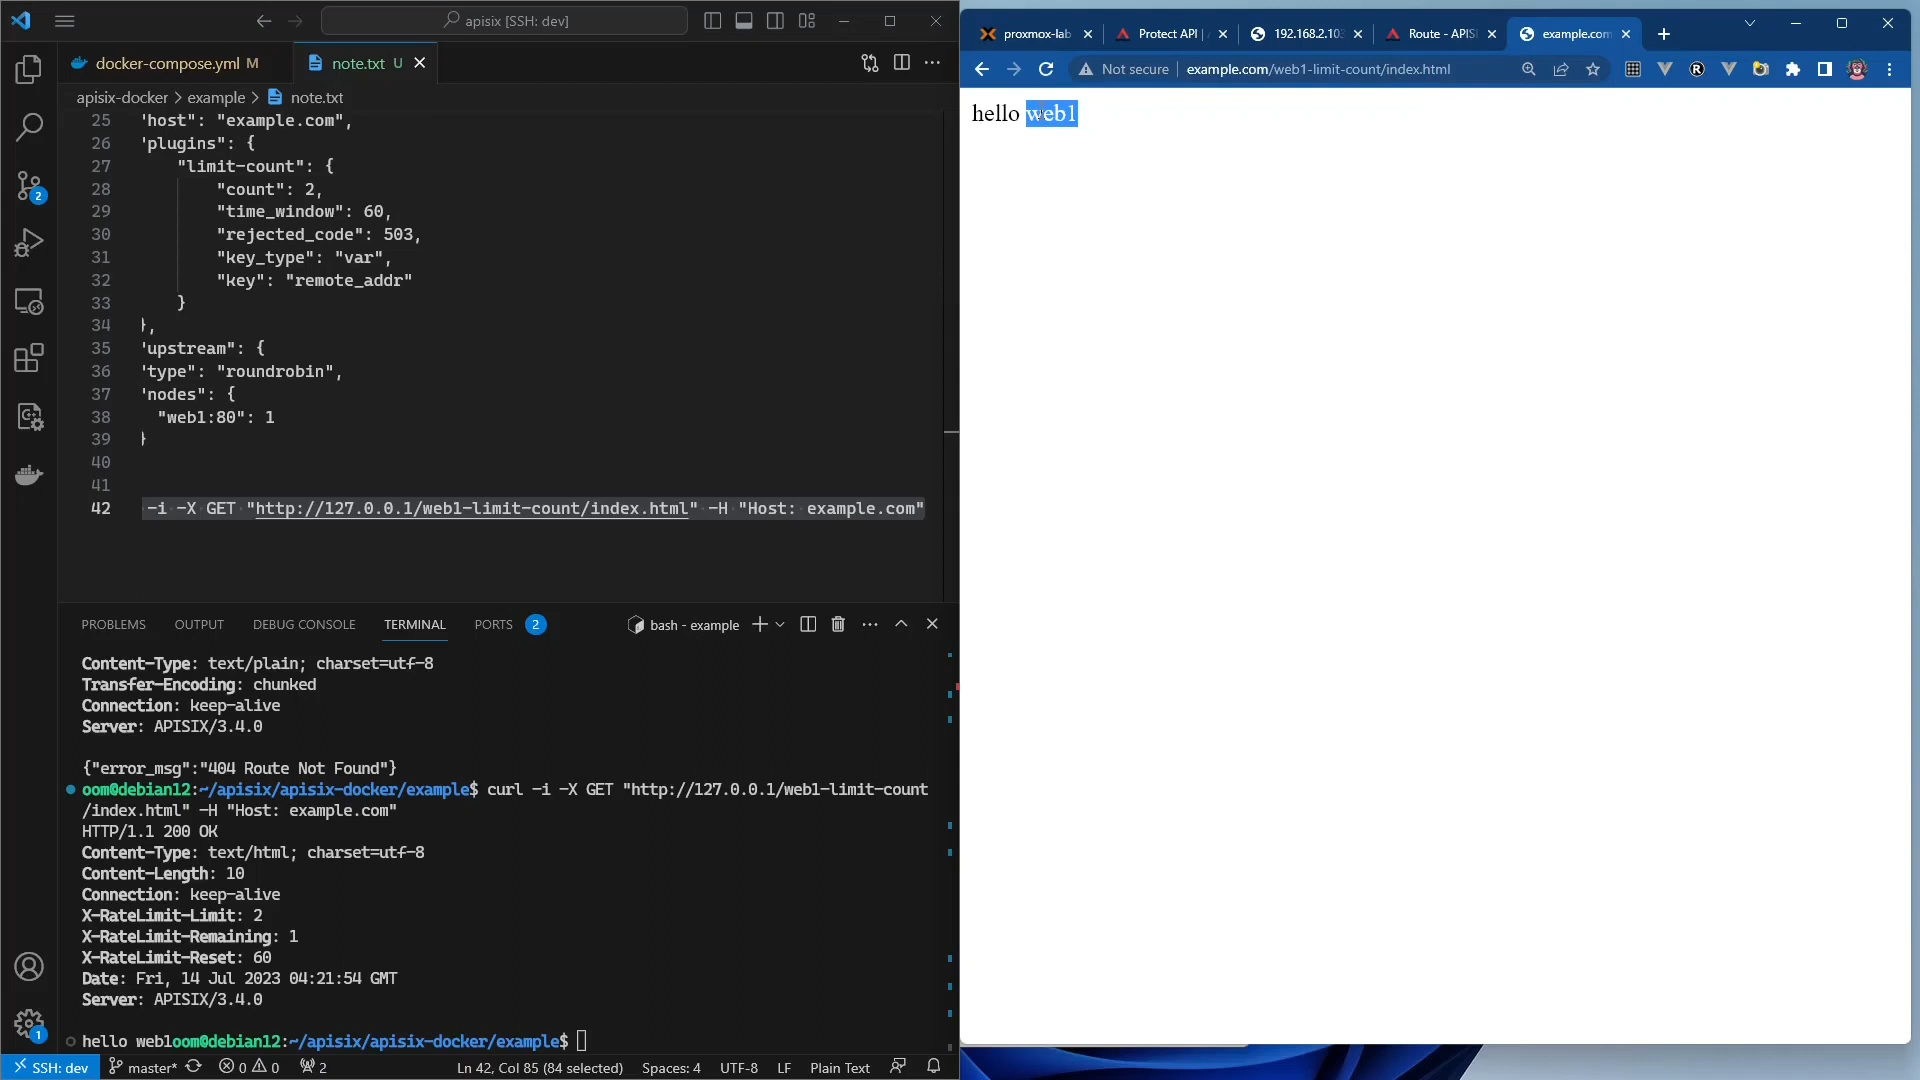 apisix [SSH: dev]
docker-compose.yml M
note.txt U
apisix-docker > example > note.txt
25 'host": "example.com",
26 'plugins": {
27 "limit-count": {
28 "count": 2,
29 "time_window": 60,
30 "rejected_code": 503,
31 "key_type": "var",
32 "key": "remote_addr"
33 }
34 },
35 'upstream": {
36 'type": "roundrobin",
37 'nodes": {
38 "web1:80": 1
39 }
40
41
42 -i -X GET "http://127.0.0.1/web1-limit-count/index.html" -H "Host: example.com"
PROBLEMS OUTPUT DEBUG CONSOLE TERMINAL PORTS 2 bash - example
Content-Type: text/plain; charset=utf-8
Transfer-Encoding: chunked
Connection: keep-alive
Server: APISIX/3.4.0
{"error_msg":"404 Route Not Found"}
oom@debian12:~/apisix/apisix-docker/example$ curl -i -X GET "http://127.0.0.1/web1-limit-count
/index.html" -H "Host: example.com"
HTTP/1.1 200 OK
Content-Type: text/html; charset=utf-8
Content-Length: 10
Connection: keep-alive
X-RateLimit-Limit: 2
X-RateLimit-Remaining: 1
X-RateLimit-Reset: 60
Date: Fri, 14 Jul 2023 04:21:54 GMT
Server: APISIX/3.4.0
hello web1oom@debian12:~/apisix/apisix-docker/example$
2
1
SSH: dev master* 0 0 2 Ln 42, Col 85 (84 selected) Spaces: 4 UTF-8 LF Plain Text
proxmox-lab Protect API | 192.168.2.103 Route - APISI example.com
Not secure example.com/web1-limit-count/index.html
hello web1